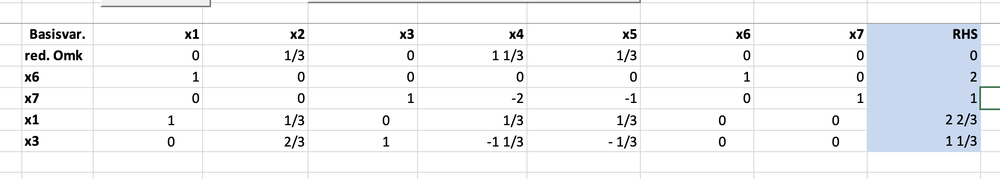 Basisvar. x1 x2 x3 x4 x5 x6 x7 RHS
red. Omk 0 1/3 0 1 1/3 1/3 0 0 0
x6 1 0 0 0 0 1 0 2
x7 0 0 1 -2 -1 0 1 1
x1 1 1/3 0 1/3 1/3 0 0 2 2/3
x3 0 2/3 1 -1 1/3 - 1/3 0 0 1 1/3